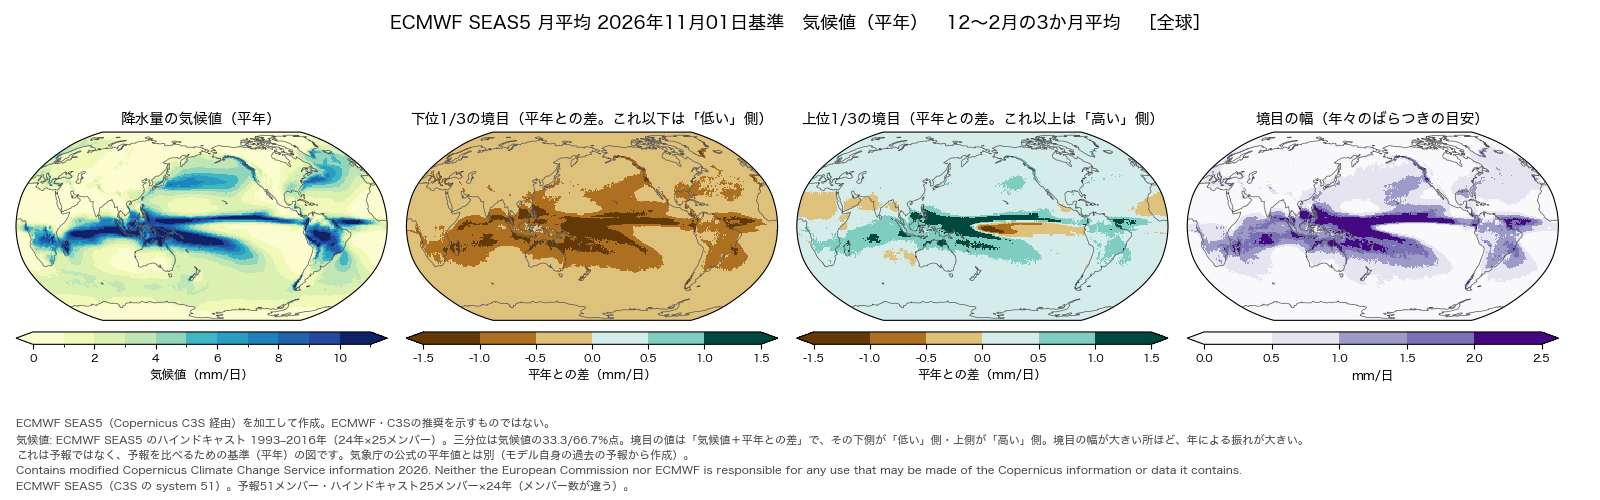 ECMWF SEAS5 月平均 2026年11月01日基準　気候値（平年）　12〜2月の3か月平均　［全球］
降水量の気候値（平年）
下位1/3の境目（平年との差。これ以下は「低い」側）
上位1/3の境目（平年との差。これ以上は「高い」側）
境目の幅（年々のばらつきの目安）
0 2 4 6 8 10
-1.5 -1.0 -0.5 0.0 0.5 1.0 1.5
-1.5 -1.0 -0.5 0.0 0.5 1.0 1.5
0.0 0.5 1.0 1.5 2.0 2.5
気候値（mm/日）
平年との差（mm/日）
平年との差（mm/日）
mm/日
ECMWF SEAS5（Copernicus C3S 経由）を加工して作成。ECMWF・C3Sの推奨を示すものではない。
気候値: ECMWF SEAS5 のハインドキャスト 1993–2016年（24年×25メンバー）。三分位は気候値の33.3/66.7%点。境目の値は「気候値＋平年との差」で、その下側が「低い」側・上側が「高い」側。境目の幅が大きい所ほど、年による振れが大きい。
これは予報ではなく、予報を比べるための基準（平年）の図です。気象庁の公式の平年値とは別（モデル自身の過去の予報から作成）。
Contains modified Copernicus Climate Change Service information 2026. Neither the European Commission nor ECMWF is responsible for any use that may be made of the Copernicus information or data it contains.
ECMWF SEAS5（C3S の system 51）。予報51メンバー・ハインドキャスト25メンバー×24年（メンバー数が違う）。